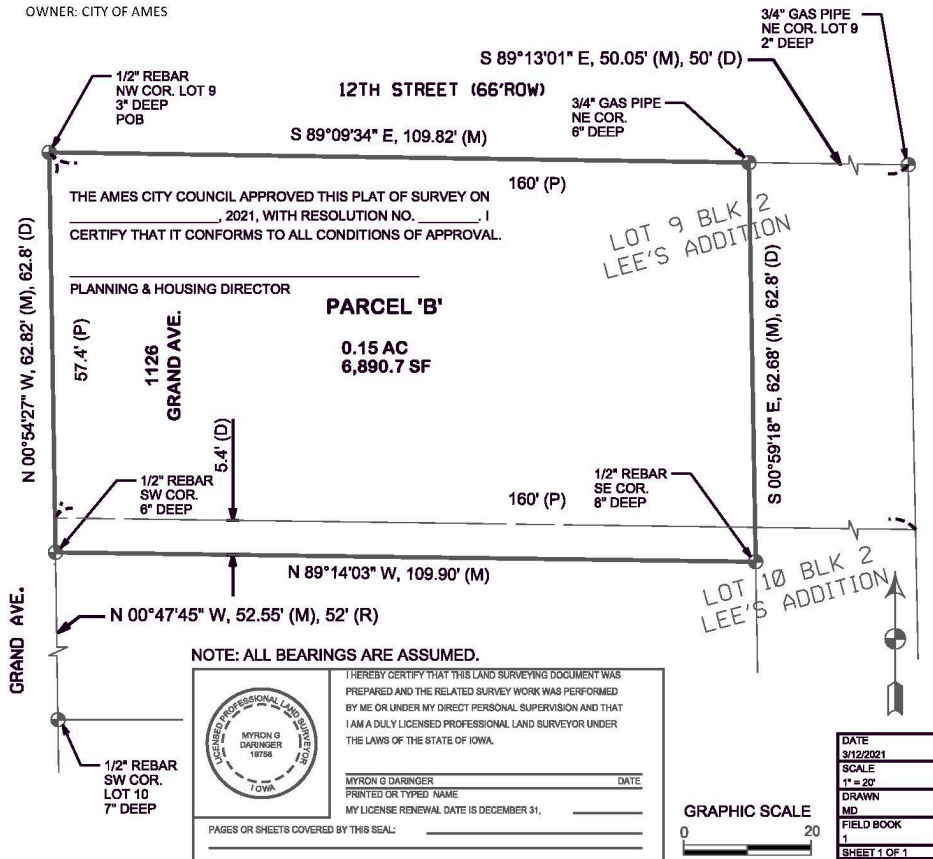 OWNER: CITY OF AMES
3/4" GAS PIPE
NE COR. LOT 9
2" DEEP
S 89°13'01" E, 50.05' (M), 50' (D)
1/2" REBAR
NW COR. LOT 9
3" DEEP
POB
12TH STREET (66'ROW)
3/4" GAS PIPE
NE COR.
6" DEEP
S 89°09'34" E, 109.82' (M)
160' (P)
THE AMES CITY COUNCIL APPROVED THIS PLAT OF SURVEY ON
____________________, 2021, WITH RESOLUTION NO. ________. I
CERTIFY THAT IT CONFORMS TO ALL CONDITIONS OF APPROVAL.
PLANNING & HOUSING DIRECTOR
LOT 9 BLK 2
LEE'S ADDITION
N 00°54'27" W, 62.82' (M), 62.8' (D)
57.4' (P)
1126
GRAND AVE.
PARCEL 'B'
0.15 AC
6,890.7 SF
S 00°59'18" E, 62.68' (M), 62.8' (D)
5.4' (D)
1/2" REBAR
SW COR.
6" DEEP
160' (P)
1/2" REBAR
SE COR.
8" DEEP
N 89°14'03" W, 109.90' (M)
LOT 10 BLK 2
LEE'S ADDITION
GRAND AVE.
N 00°47'45" W, 52.55' (M), 52' (R)
NOTE: ALL BEARINGS ARE ASSUMED.
1/2" REBAR
SW COR.
LOT 10
7" DEEP
LICENSED PROFESSIONAL LAND SURVEYOR
MYRON G
DARINGER
19756
IOWA
I HEREBY CERTIFY THAT THIS LAND SURVEYING DOCUMENT WAS
PREPARED AND THE RELATED SURVEY WORK WAS PERFORMED
BY ME OR UNDER MY DIRECT PERSONAL SUPERVISION AND THAT
I AM A DULY LICENSED PROFESSIONAL LAND SURVEYOR UNDER
THE LAWS OF THE STATE OF IOWA.
MYRON G DARINGER DATE
PRINTED OR TYPED NAME
MY LICENSE RENEWAL DATE IS DECEMBER 31,
PAGES OR SHEETS COVERED BY THIS SEAL:
GRAPHIC SCALE
0 20
DATE
3/12/2021
SCALE
1" = 20'
DRAWN
MD
FIELD BOOK
1
SHEET 1 OF 1